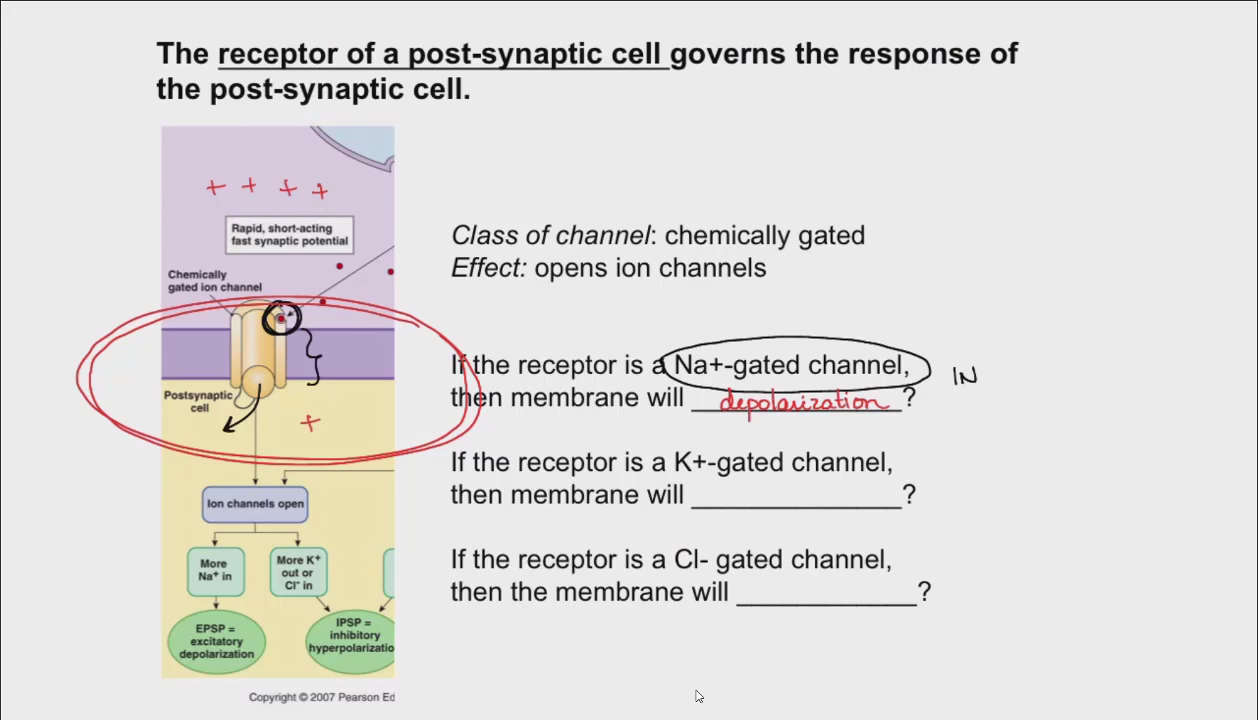 The receptor of a post-synaptic cell governs the response of
the post-synaptic cell.
+ + + +
Rapid, short-acting
fast synaptic potential
Chemically
gated ion channel
Postsynaptic
cell
+
Ion channels open
More
Na+ in
More K+
out or
Cl- in
EPSP =
excitatory
depolarization
IPSP =
inhibitory
hyperpolarizatio
Copyright © 2007 Pearson Ed
Class of channel: chemically gated
Effect: opens ion channels
If the receptor is a Na+-gated channel,
IN
then membrane will depolarization?
If the receptor is a K+-gated channel,
then membrane will ______________?
If the receptor is a Cl- gated channel,
then the membrane will ____________?